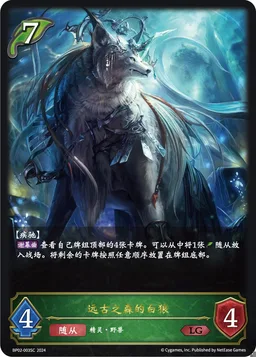 7
【疾驰】
谢幕曲 查看自己牌组顶部的4张卡牌。可以从中将1张 随从放
入战场。将剩余的卡牌按照任意顺序放置在牌组底部。
BP02-003SC 2024
© Cygames, Inc. Published by NetEase Games
远古之森的白狼
4
随从
精灵·野兽
LG
4